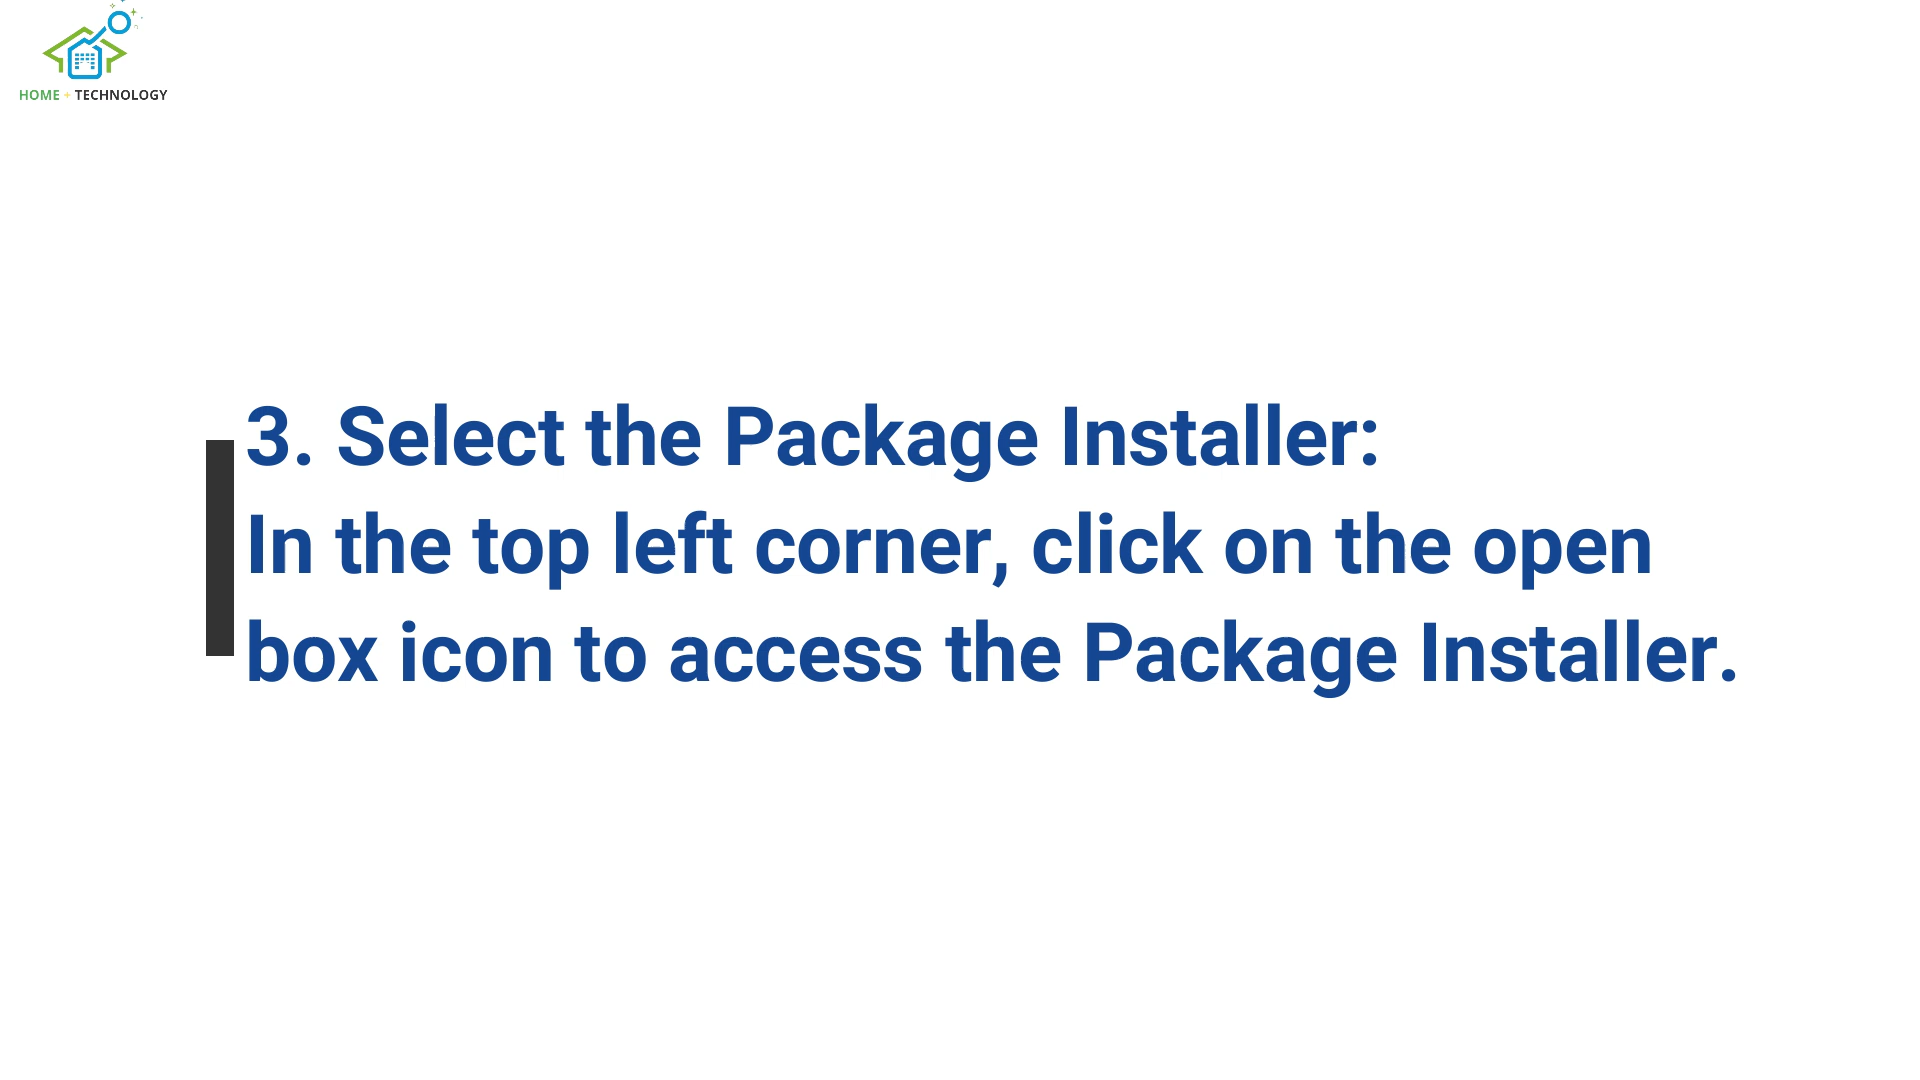 HOME + TECHNOLOGY
3. Select the Package Installer:
In the top left corner, click on the open
box icon to access the Package Installer.